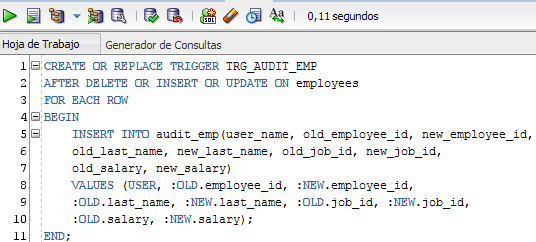 0,11 segundos
Hoja de Trabajo Generador de Consultas
1 CREATE OR REPLACE TRIGGER TRG_AUDIT_EMP
2 AFTER DELETE OR INSERT OR UPDATE ON employees
3 FOR EACH ROW
4 BEGIN
5 INSERT INTO audit_emp(user_name, old_employee_id, new_employee_id,
6 old_last_name, new_last_name, old_job_id, new_job_id,
7 old_salary, new_salary)
8 VALUES (USER, :OLD.employee_id, :NEW.employee_id,
9 :OLD.last_name, :NEW.last_name, :OLD.job_id, :NEW.job_id,
10 :OLD.salary, :NEW.salary);
11 END;